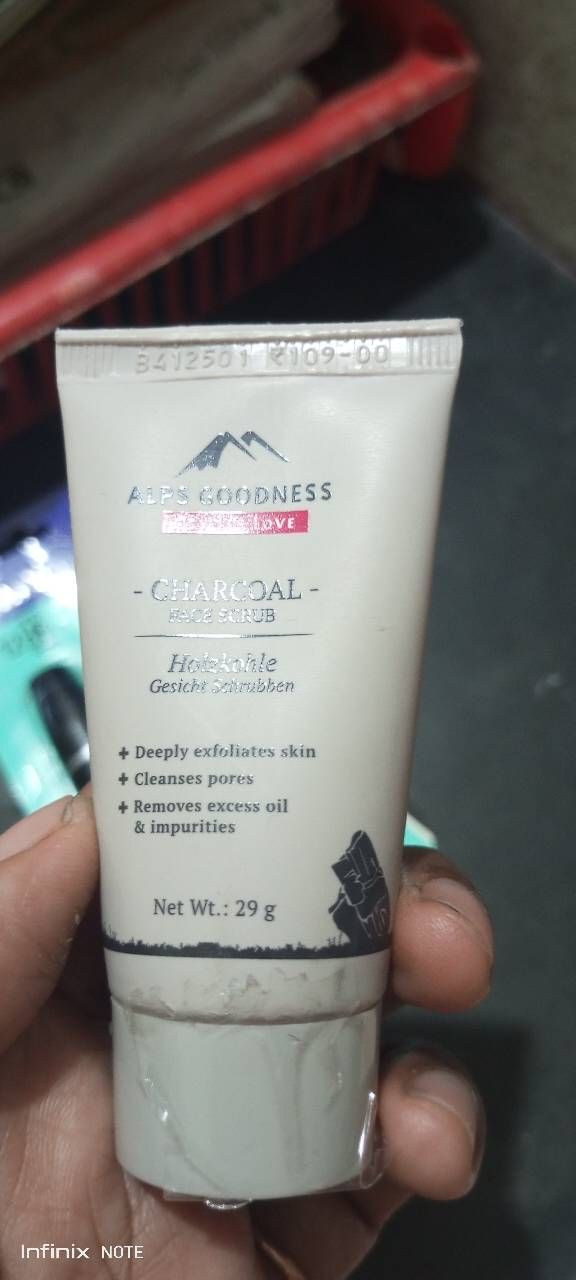 B412501 ₹109-00
ALPS GOODNESS
LOVE
- CHARCOAL -
FACE SCRUB
Holzkohle
Gesicht Schrubben
+ Deeply exfoliates skin
+ Cleanses pores
+ Removes excess oil
& impurities
Net Wt.: 29 g
Infinix NOTE